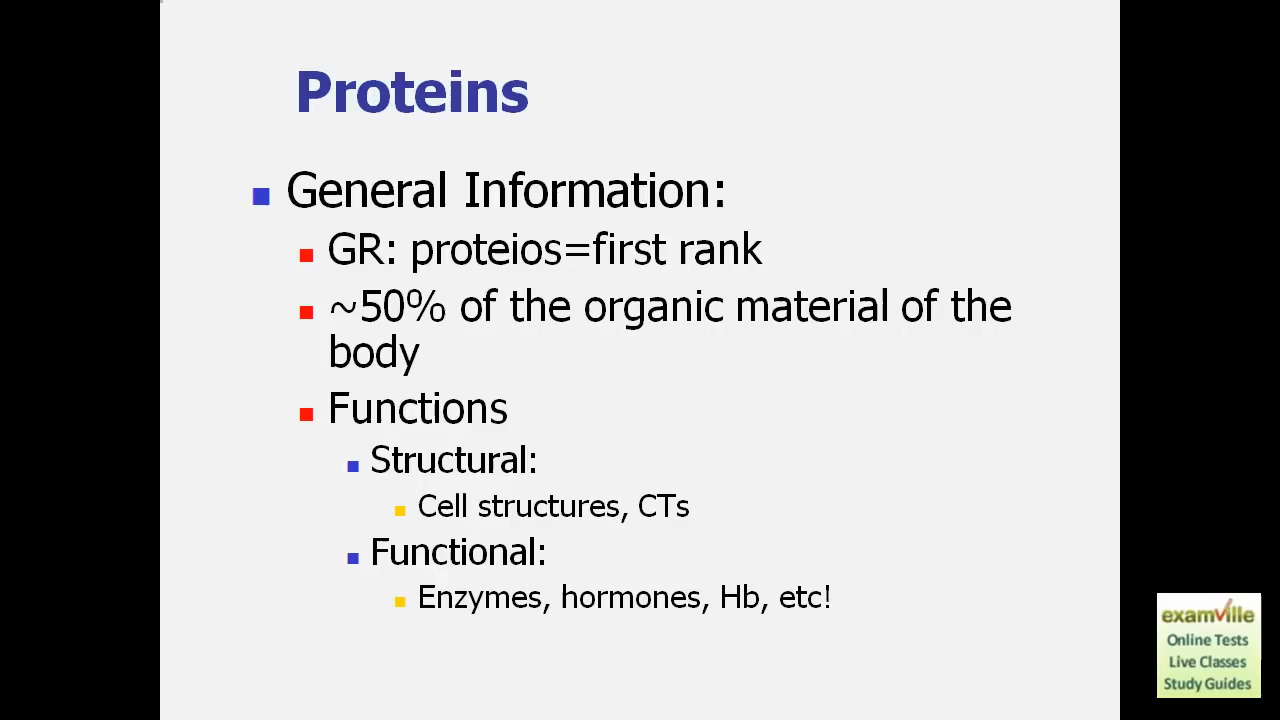 Proteins
General Information:
GR: proteios=first rank
~50% of the organic material of the
body
Functions
Structural:
Cell structures, CTs
Functional:
Enzymes, hormones, Hb, etc!
examville
Online Tests
Live Classes
Study Guides